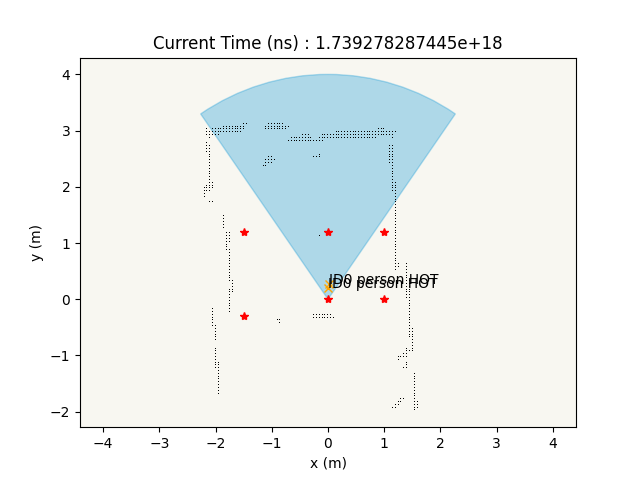 Current Time (ns) : 1.739278287445e+18
y (m)
4
3
2
1
0
−1
−2
ID0 person HOT
ID0 person HOT
−4 −3 −2 −1 0 1 2 3 4
x (m)